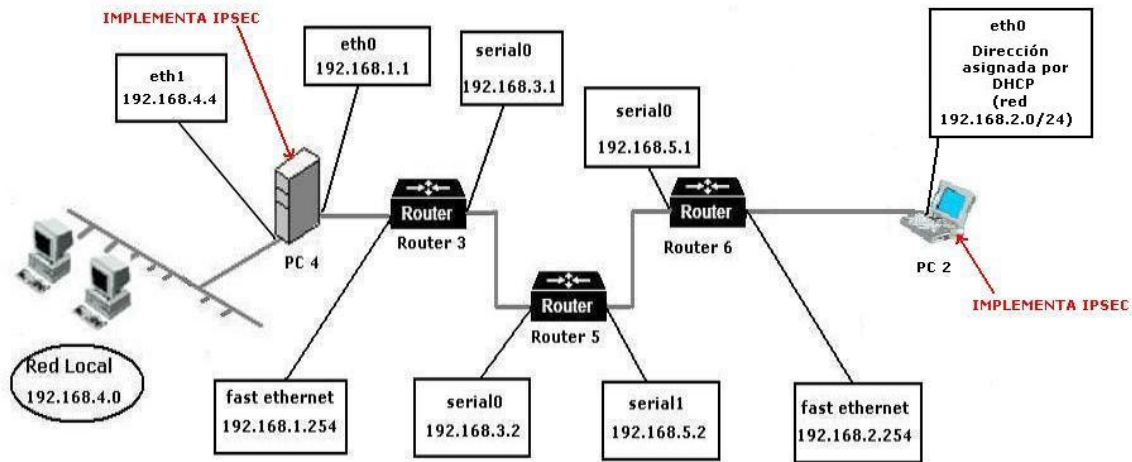 IMPLEMENTA IPSEC
eth1
192.168.4.4
eth0
192.168.1.1
serial0
192.168.3.1
serial0
192.168.5.1
eth0
Dirección
asignada por
DHCP
(red
192.168.2.0/24)
PC 4
Router
Router 3
Router
Router 5
Router
Router 6
PC 2
IMPLEMENTA IPSEC
Red Local
192.168.4.0
fast ethernet
192.168.1.254
serial0
192.168.3.2
serial1
192.168.5.2
fast ethernet
192.168.2.254